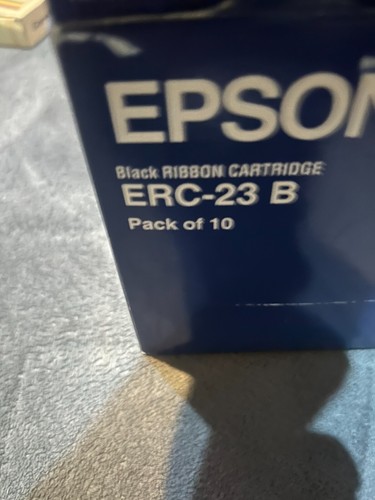 EPSON
Black RIBBON CARTRIDGE
ERC-23 B
Pack of 10